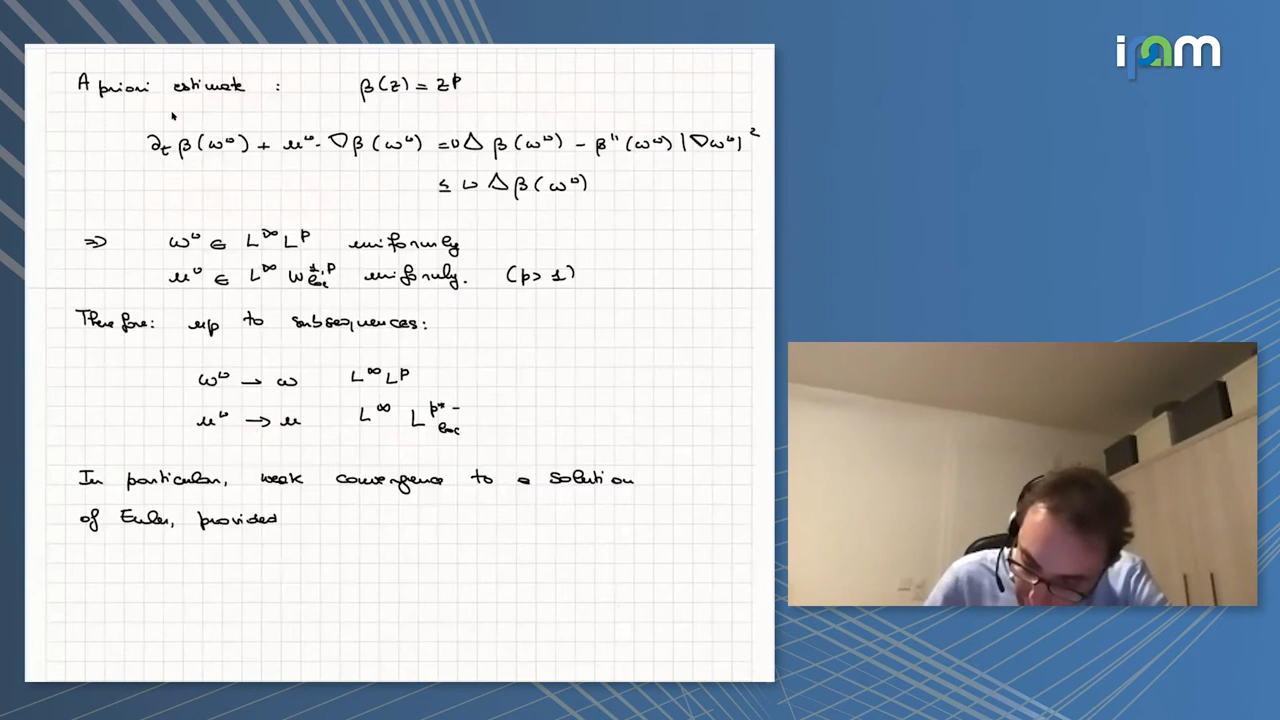 ipam
A priori estimate : β(z) = z^p
∂_t β(ω^ν) + u^ν · ∇β(ω^ν) = ν Δ β(ω^ν) - β''(ω^ν) |∇ω^ν|^2
≤ ν Δ β(ω^ν)
⇒ ω^ν ∈ L^∞ L^p uniformly
u^ν ∈ L^∞ W^{1,p}_{loc} uniformly. (p > 1)
Therefore: up to subsequences:
ω^ν → ω L^∞ L^p
u^ν → u L^∞ L^{p*-}_{loc}
In particular, weak convergence to a solution
of Euler, provided